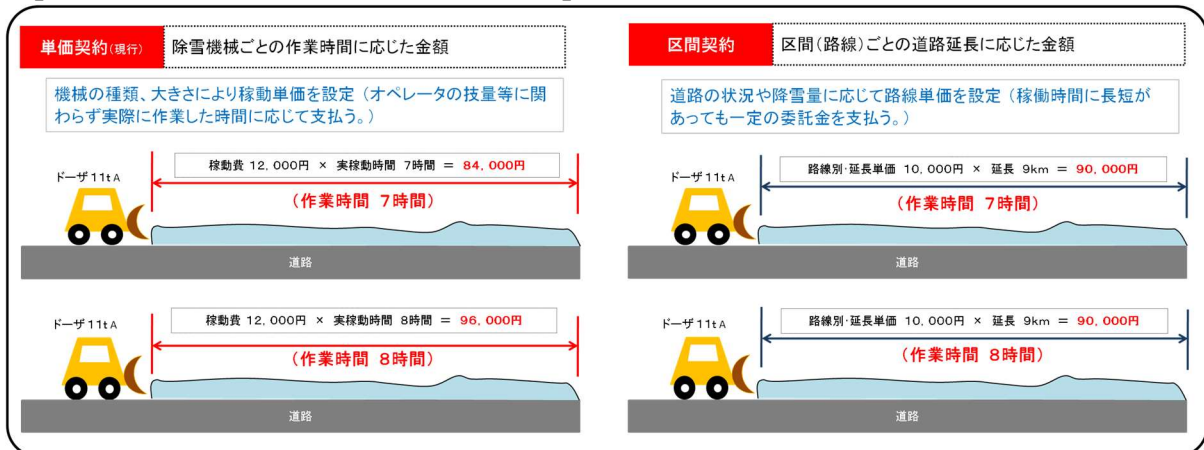 単価契約(現行)
除雪機械ごとの作業時間に応じた金額
機械の種類、大きさにより稼動単価を設定（オペレータの技量等に関
わらず実際に作業した時間に応じて支払う。）
ドーザ11tA
稼動費 12,000円 × 実稼動時間 7時間 = 84,000円
(作業時間 7時間)
道路
ドーザ11tA
稼動費 12,000円 × 実稼動時間 8時間 = 96,000円
(作業時間 8時間)
道路
区間契約
区間(路線)ごとの道路延長に応じた金額
道路の状況や降雪量に応じて路線単価を設定（稼働時間に長短が
あっても一定の委託金を支払う。）
ドーザ11tA
路線別・延長単価 10,000円 × 延長 9km = 90,000円
(作業時間 7時間)
道路
ドーザ11tA
路線別・延長単価 10,000円 × 延長 9km = 90,000円
(作業時間 8時間)
道路